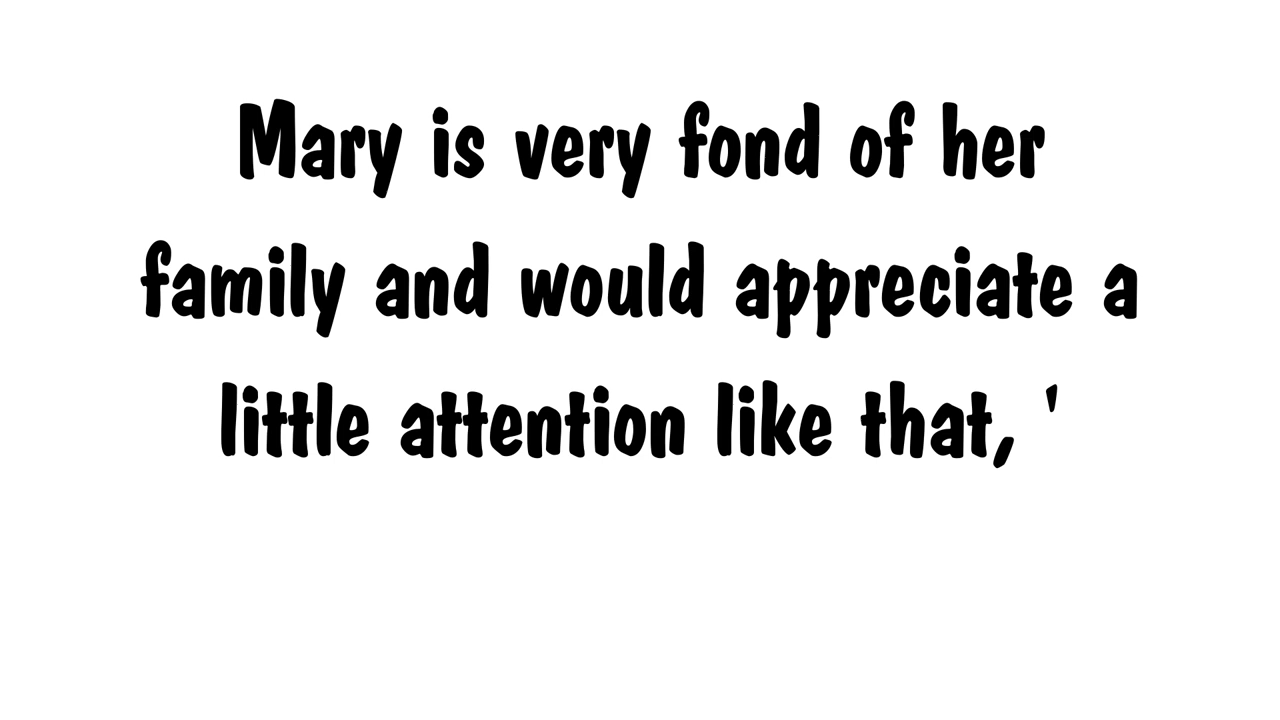 Mary is very fond of her
family and would appreciate a
little attention like that, '